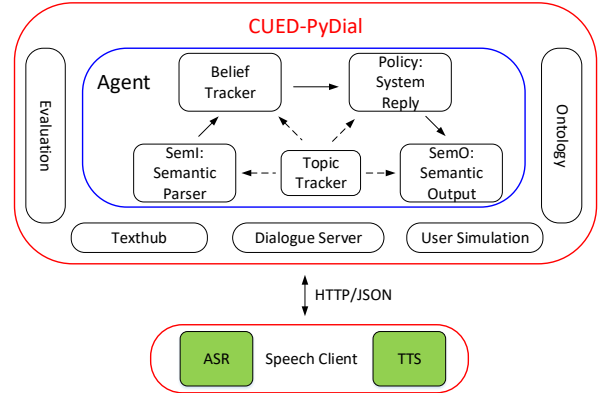 CUED-PyDial
Evaluation
Agent
Belief
Tracker
Policy:
System
Reply
SemI:
Semantic
Parser
Topic
Tracker
SemO:
Semantic
Output
Ontology
Texthub
Dialogue Server
User Simulation
HTTP/JSON
ASR
Speech Client
TTS